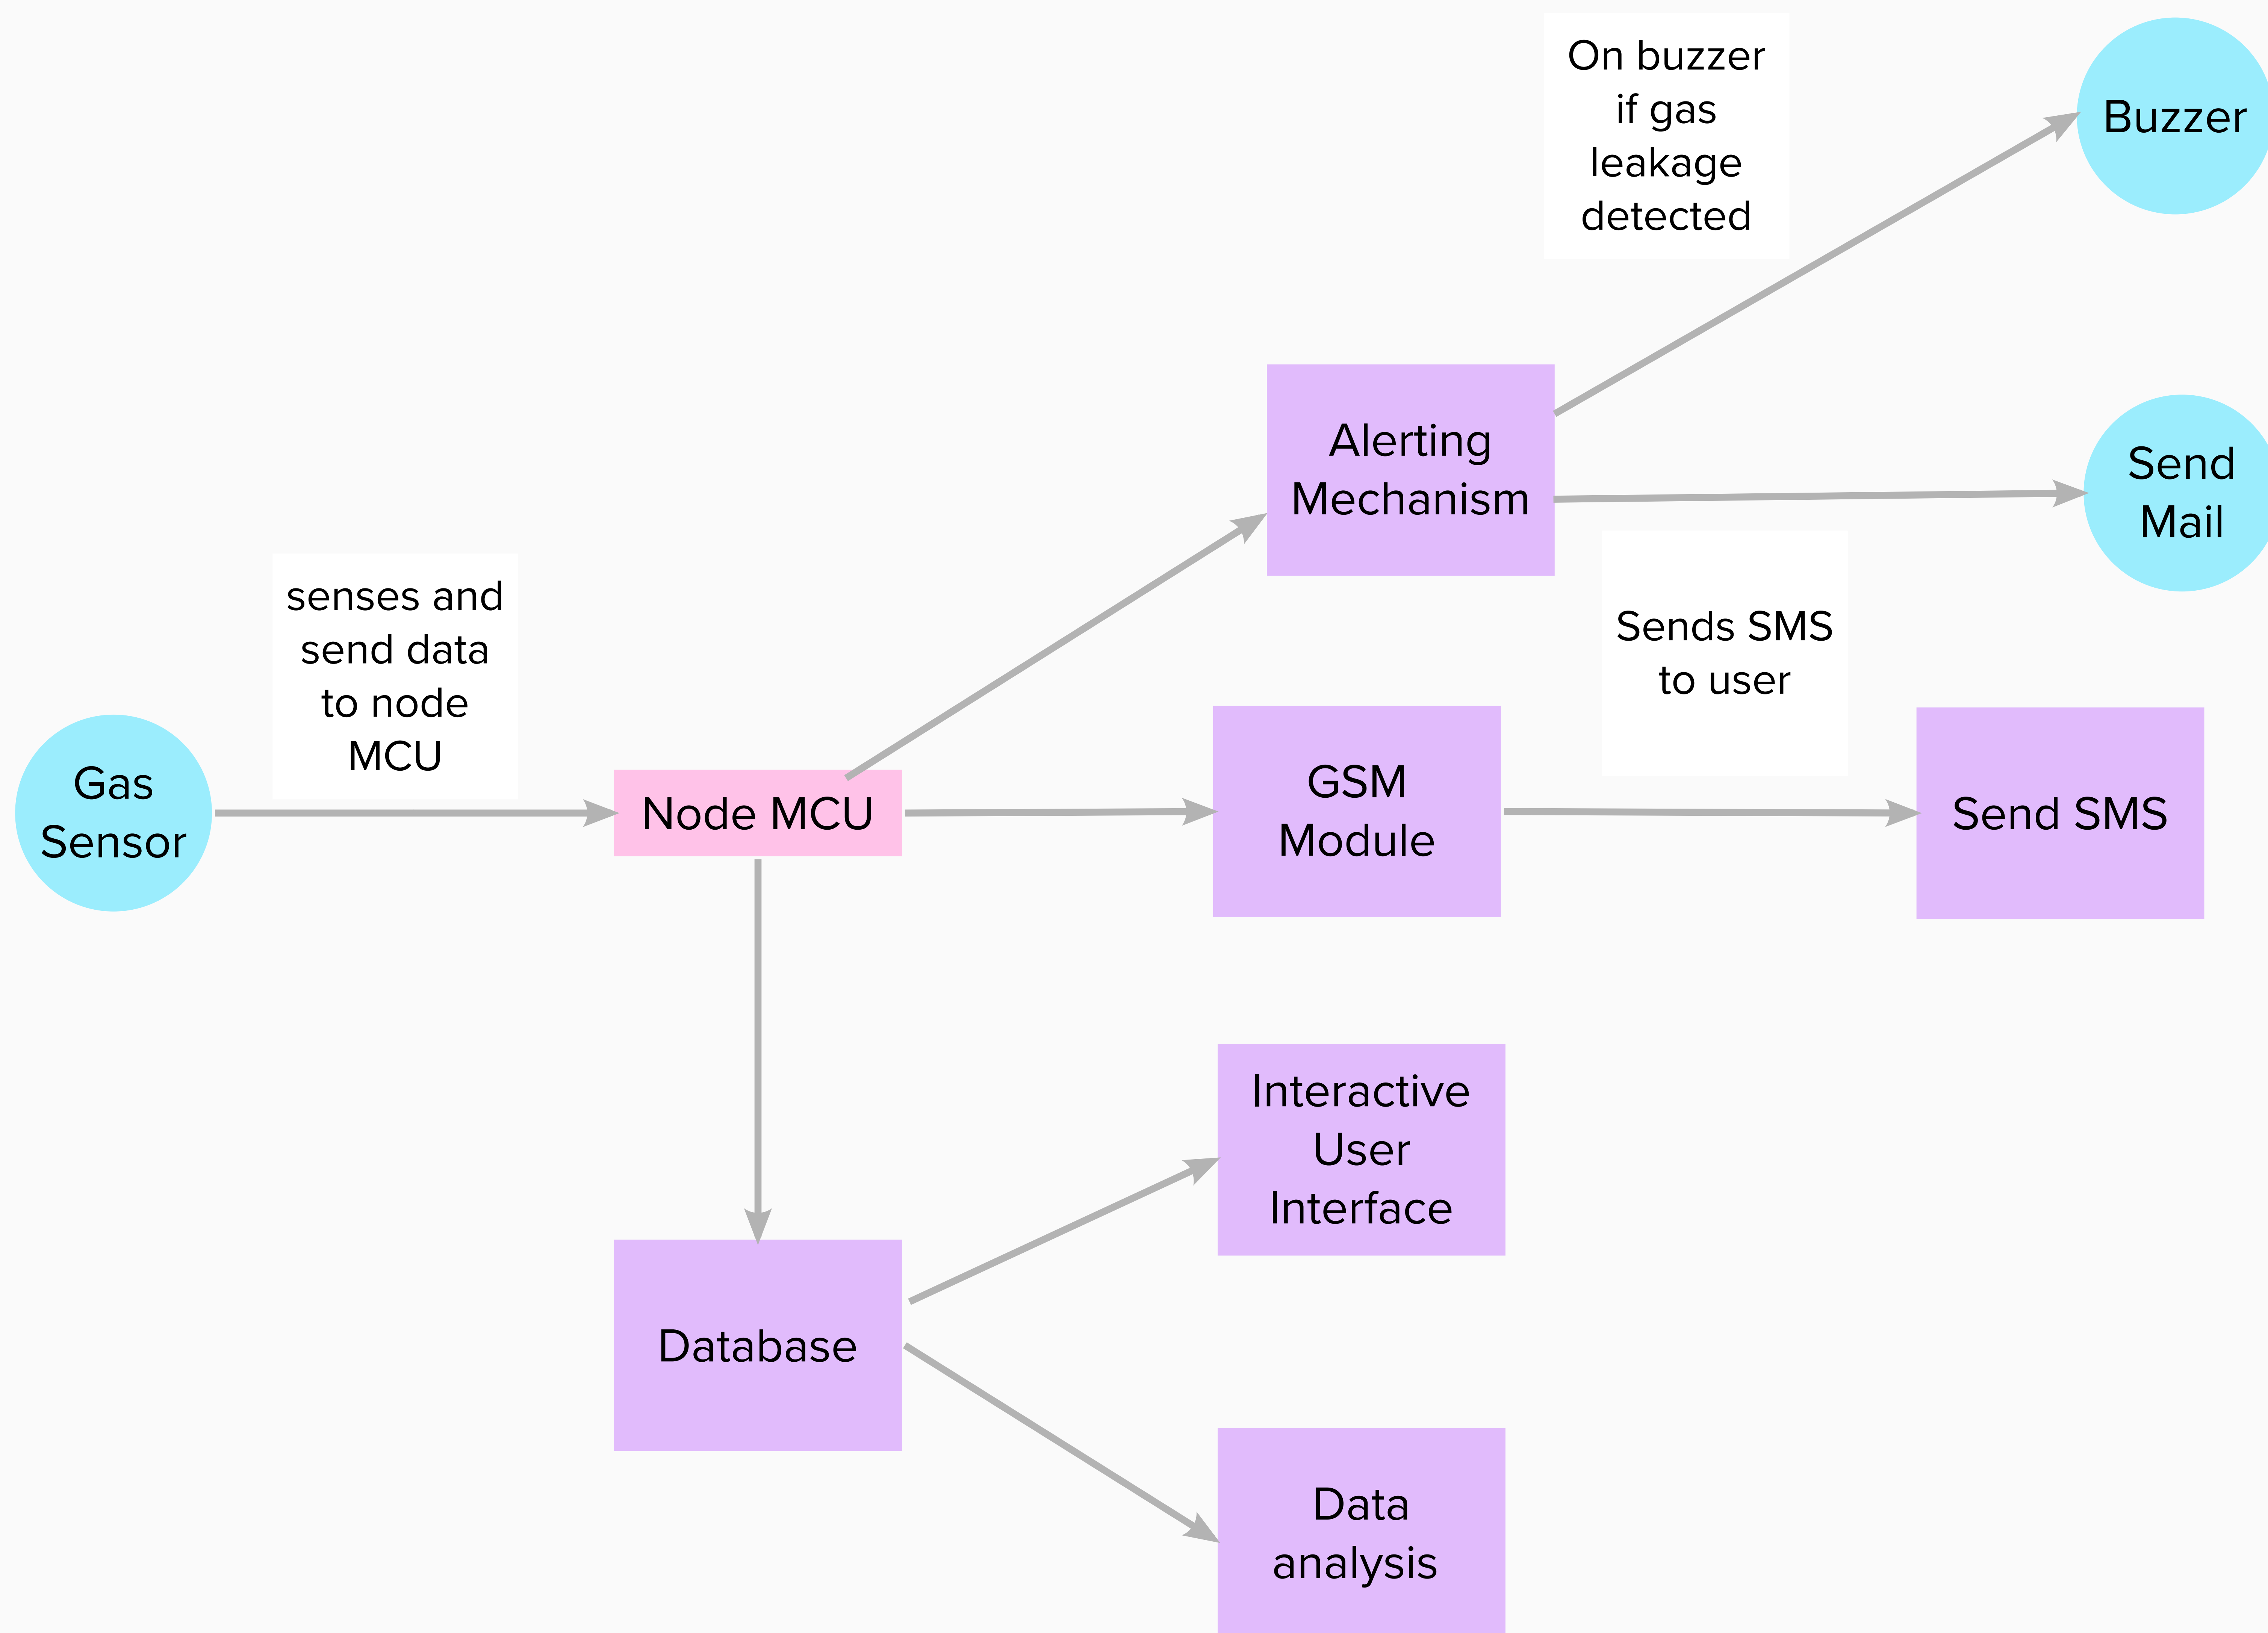 On buzzer
if gas
leakage
detected
Buzzer
Alerting
Mechanism
Send
Mail
senses and
send data
to node
MCU
Sends SMS
to user
Gas
Sensor
Node MCU
GSM
Module
Send SMS
Interactive
User
Interface
Database
Data
analysis